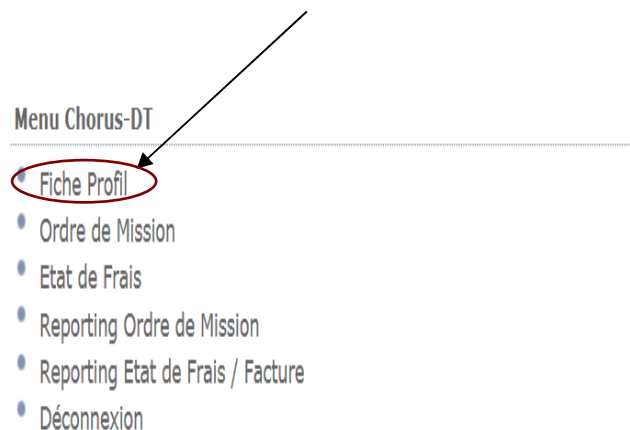 Menu Chorus-DT
Fiche Profil
Ordre de Mission
Etat de Frais
Reporting Ordre de Mission
Reporting Etat de Frais / Facture
Déconnexion